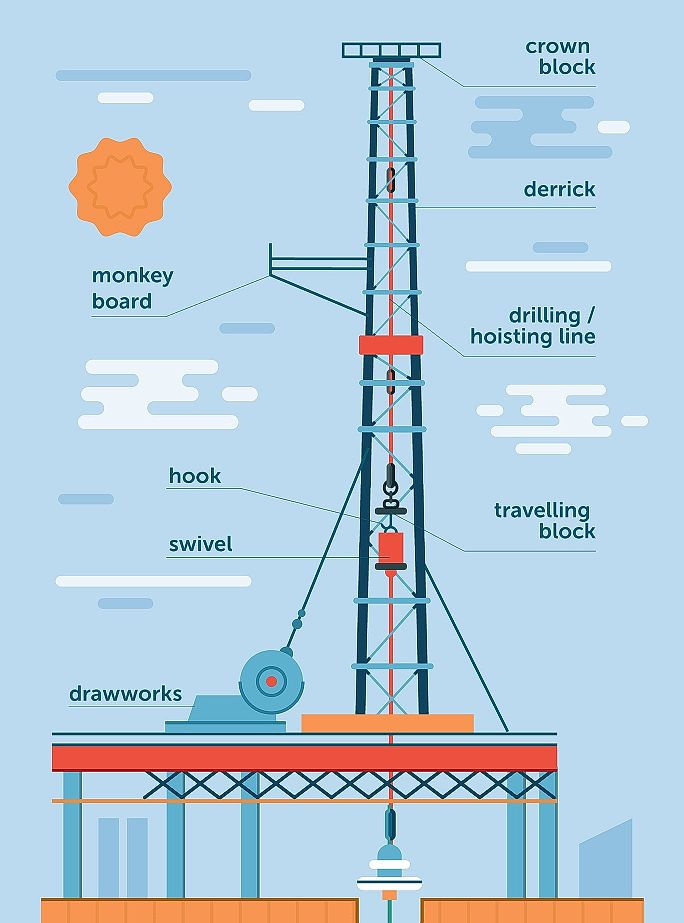 crown
block
derrick
monkey
board
drilling /
hoisting line
hook
travelling
block
swivel
drawworks